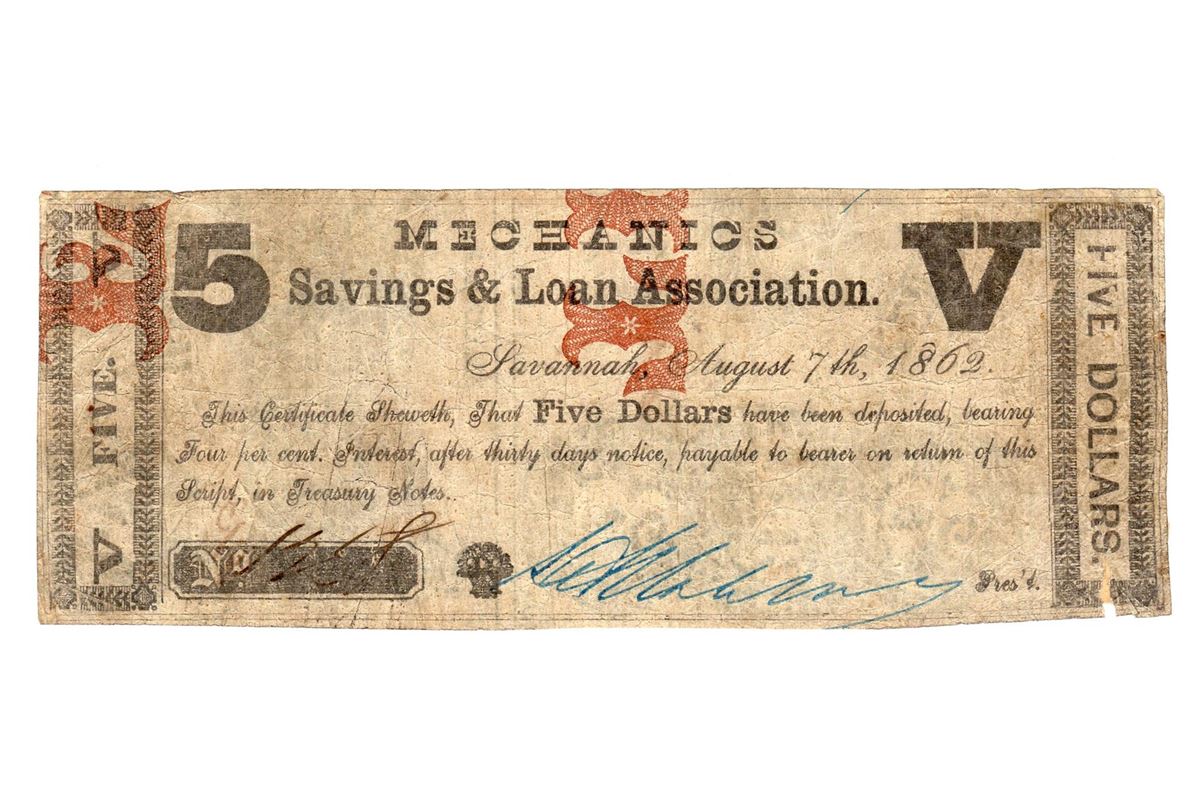 MECHANICS
5 Savings & Loan Association. V
Savannah, August 7th, 1862.
This Certificate Sheweth, That Five Dollars have been deposited, bearing
Four per cent. Interest, after thirty days notice, payable to bearer on return of this
Script, in Treasury Notes.
No.
Pres't.
V FIVE. V
FIVE DOLLARS.